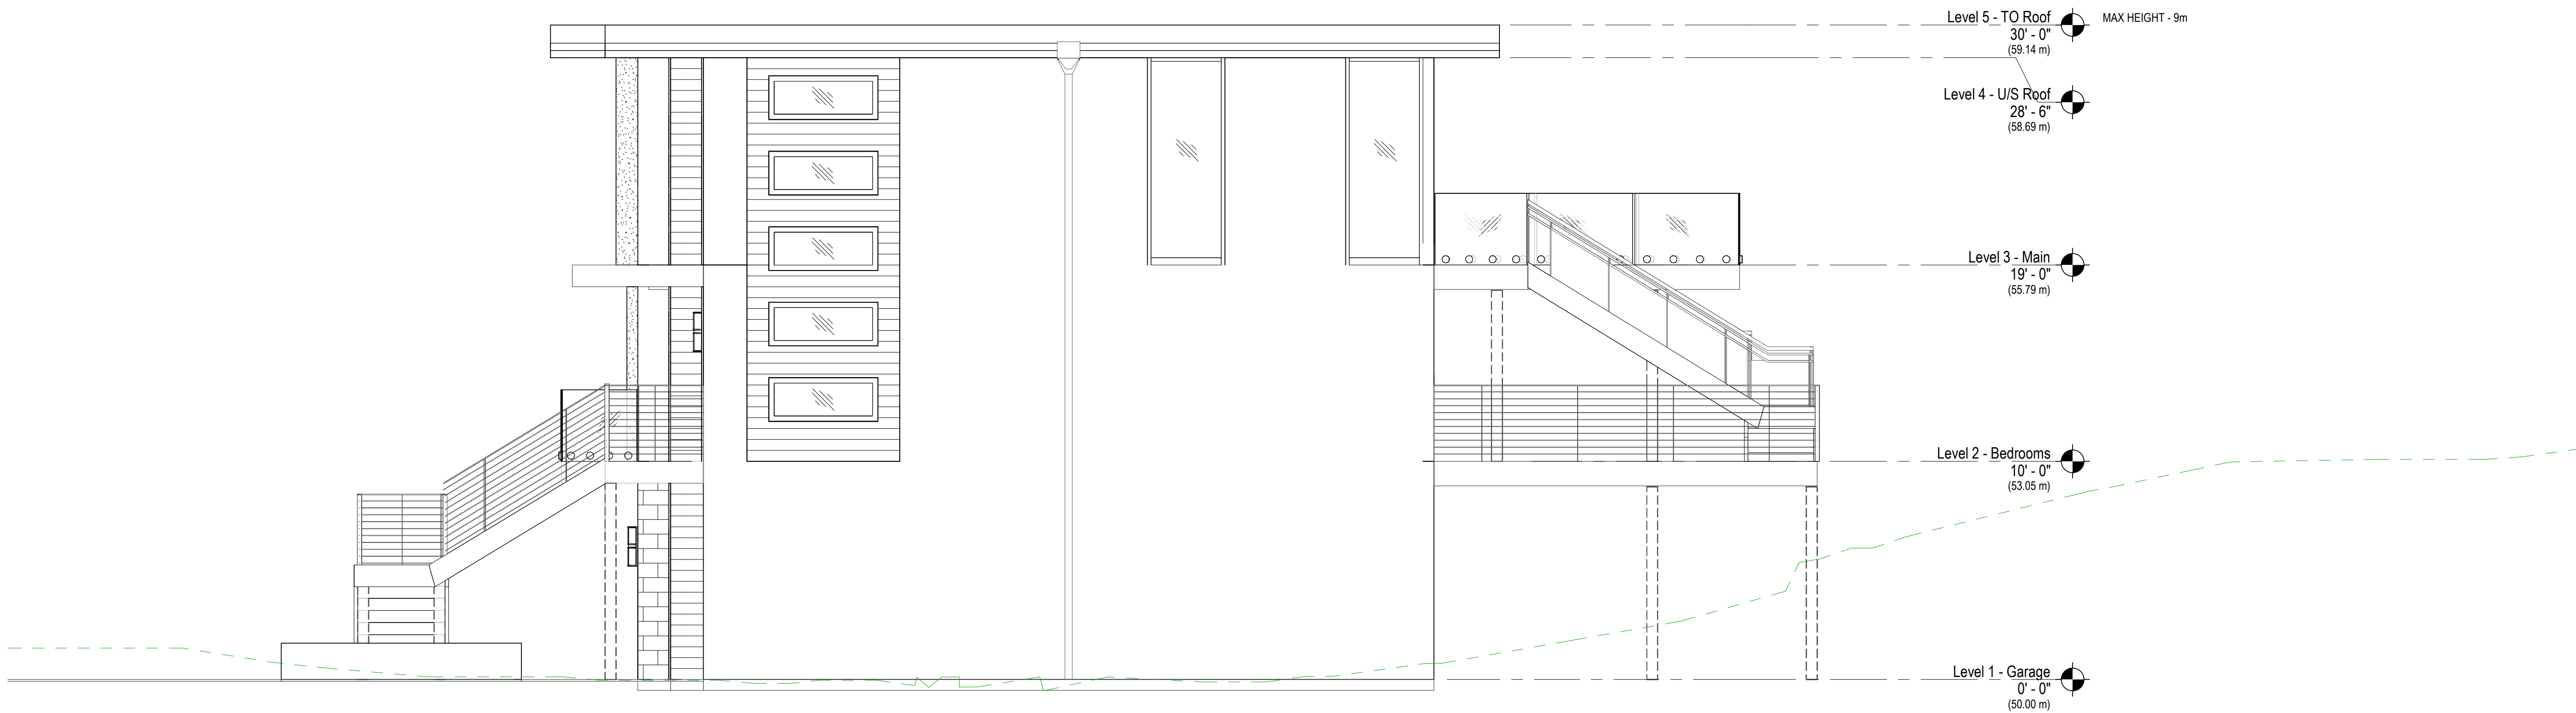 Level 5 - TO Roof
30' - 0"
(59.14 m)
MAX HEIGHT - 9m
Level 4 - U/S Roof
28' - 6"
(58.69 m)
Level 3 - Main
19' - 0"
(55.79 m)
Level 2 - Bedrooms
10' - 0"
(53.05 m)
Level 1 - Garage
0' - 0"
(50.00 m)